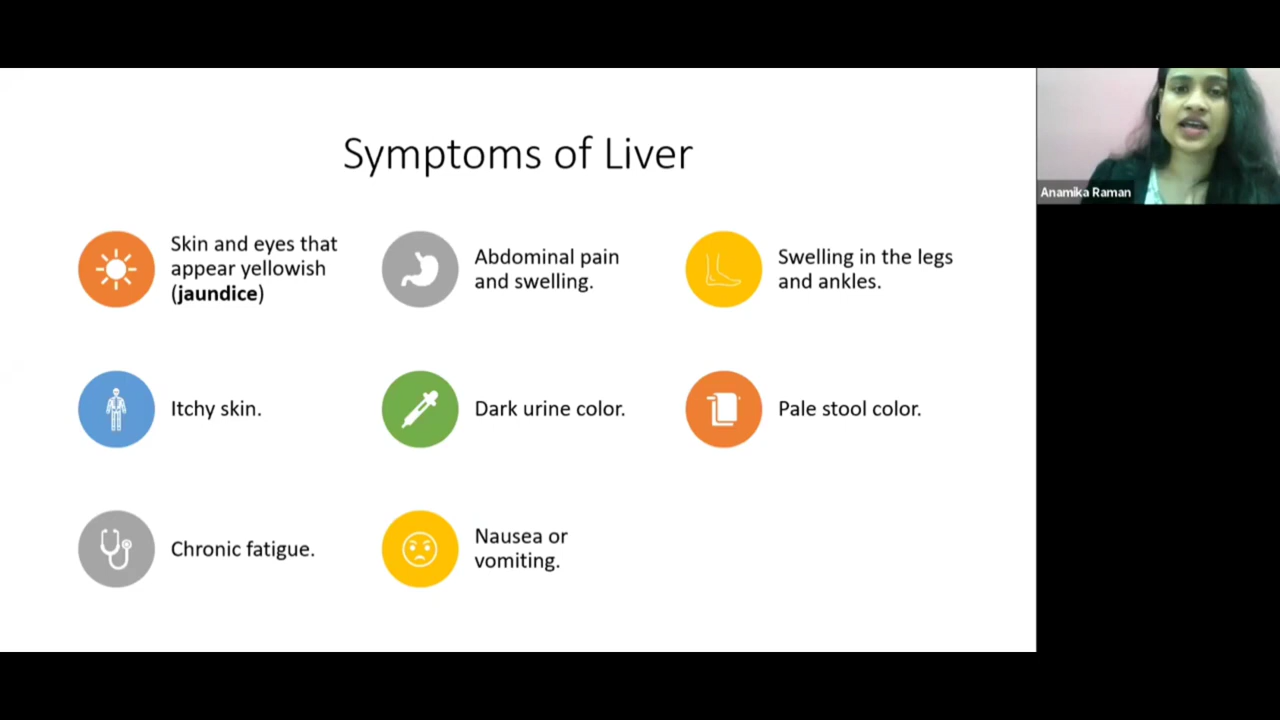 Symptoms of Liver
Skin and eyes that
appear yellowish
(jaundice)
Abdominal pain
and swelling.
Swelling in the legs
and ankles.
Itchy skin.
Dark urine color.
Pale stool color.
Chronic fatigue.
Nausea or
vomiting.
Anamika Raman